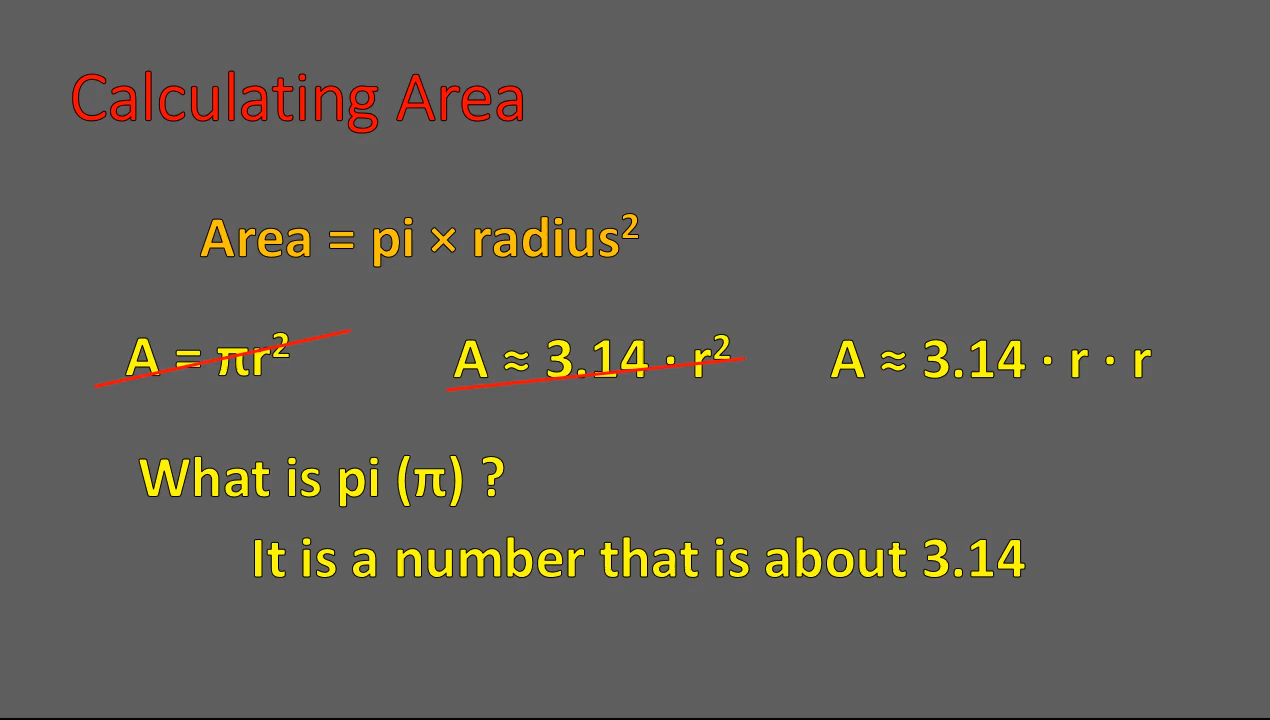 Calculating Area
Area = pi × radius²
A = πr² A ≈ 3.14 · r² A ≈ 3.14 · r · r
What is pi (π) ?
It is a number that is about 3.14